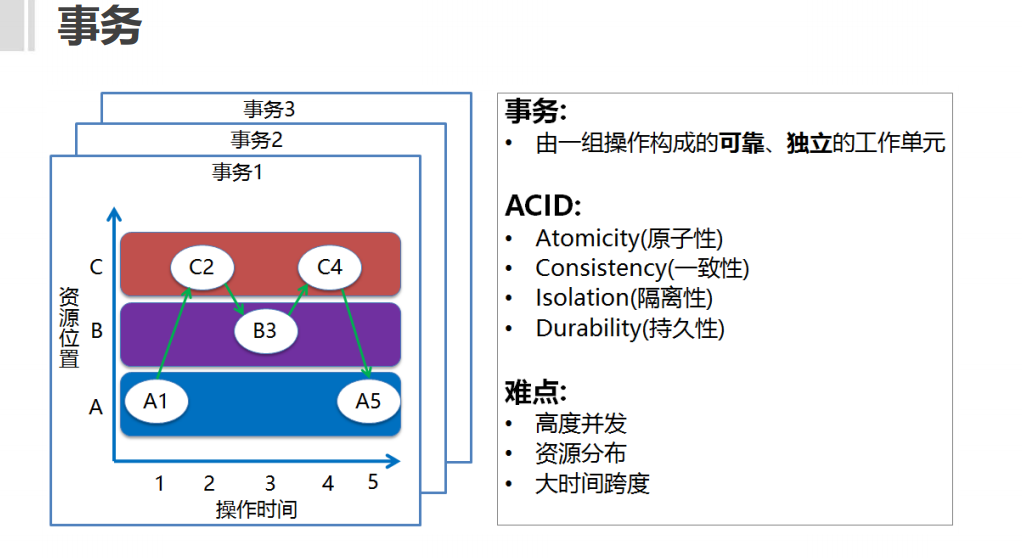 事务
事务3
事务2
事务1
资源位置
C
B
A
C2
C4
B3
A1
A5
1 2 3 4 5
操作时间
事务:
• 由一组操作构成的可靠、独立的工作单元
ACID:
• Atomicity(原子性)
• Consistency(一致性)
• Isolation(隔离性)
• Durability(持久性)
难点:
• 高度并发
• 资源分布
• 大时间跨度